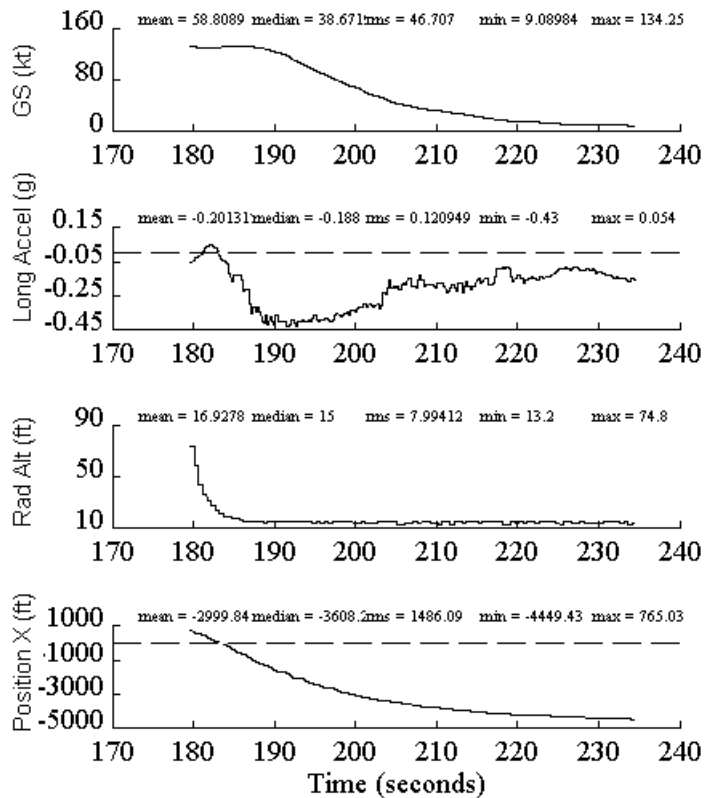 mean = 58.8089 median = 38.671 rms = 46.707 min = 9.08984 max = 134.25
GS (kt)
160
80
0
170 180 190 200 210 220 230 240
mean = -0.20131 median = -0.188 rms = 0.120949 min = -0.43 max = 0.054
Long Accel (g)
0.15
-0.05
-0.25
-0.45
170 180 190 200 210 220 230 240
mean = 16.9278 median = 15 rms = 7.99412 min = 13.2 max = 74.8
Rad Alt (ft)
90
50
10
170 180 190 200 210 220 230 240
mean = -2999.84 median = -3608.2 rms = 1486.09 min = -4449.43 max = 765.03
Position X (ft)
1000
-1000
-3000
-5000
170 180 190 200 210 220 230 240
Time (seconds)